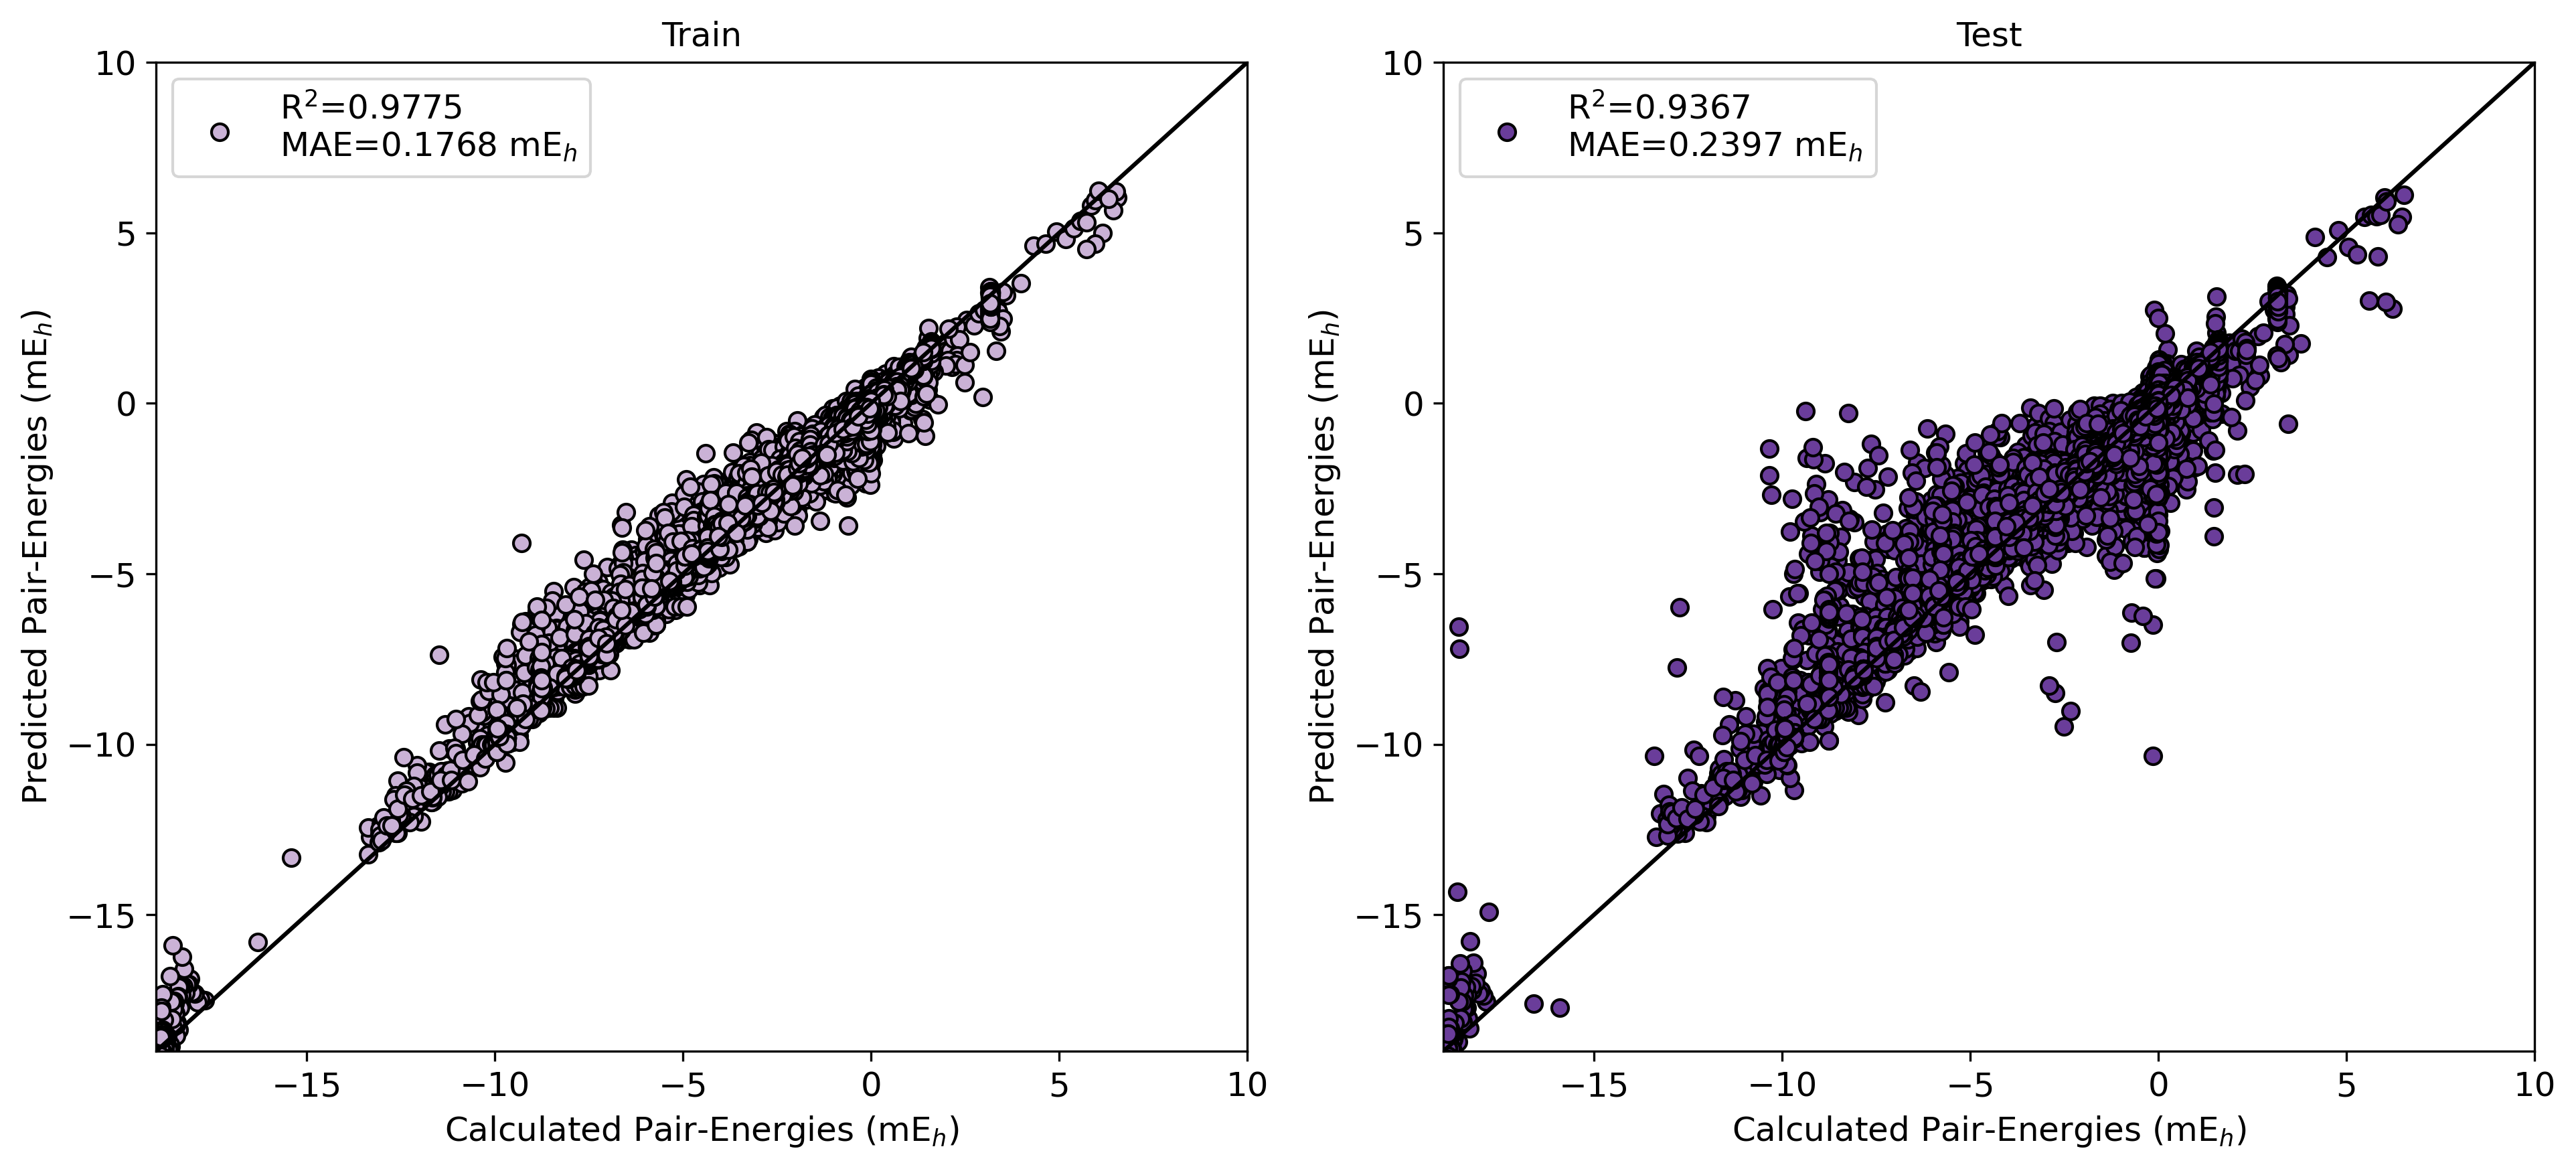 Train
R²=0.9775
MAE=0.1768 mEₕ
10
5
0
−5
−10
−15
Predicted Pair-Energies (mEₕ)
−15 −10 −5 0 5 10
Calculated Pair-Energies (mEₕ)
Test
R²=0.9367
MAE=0.2397 mEₕ
10
5
0
−5
−10
−15
Predicted Pair-Energies (mEₕ)
−15 −10 −5 0 5 10
Calculated Pair-Energies (mEₕ)